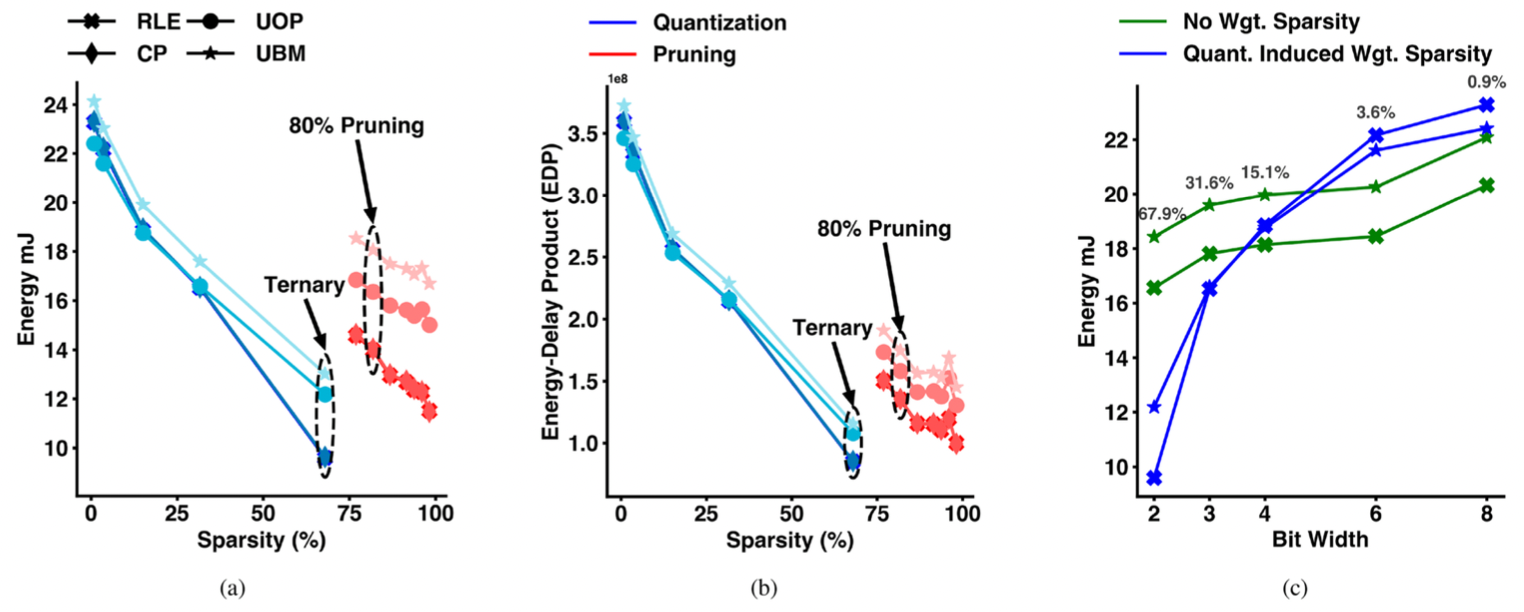 RLE UOP
CP UBM
24
22
20
18
16
14
12
10
Energy mJ
80% Pruning
Ternary
0 25 50 75 100
Sparsity (%)
(a)
Quantization
Pruning
1e8
3.5
3.0
2.5
2.0
1.5
1.0
Energy-Delay Product (EDP)
80% Pruning
Ternary
0 25 50 75 100
Sparsity (%)
(b)
No Wgt. Sparsity
Quant. Induced Wgt. Sparsity
0.9%
3.6%
15.1%
31.6%
67.9%
22
20
18
16
14
12
10
Energy mJ
2 3 4 6 8
Bit Width
(c)